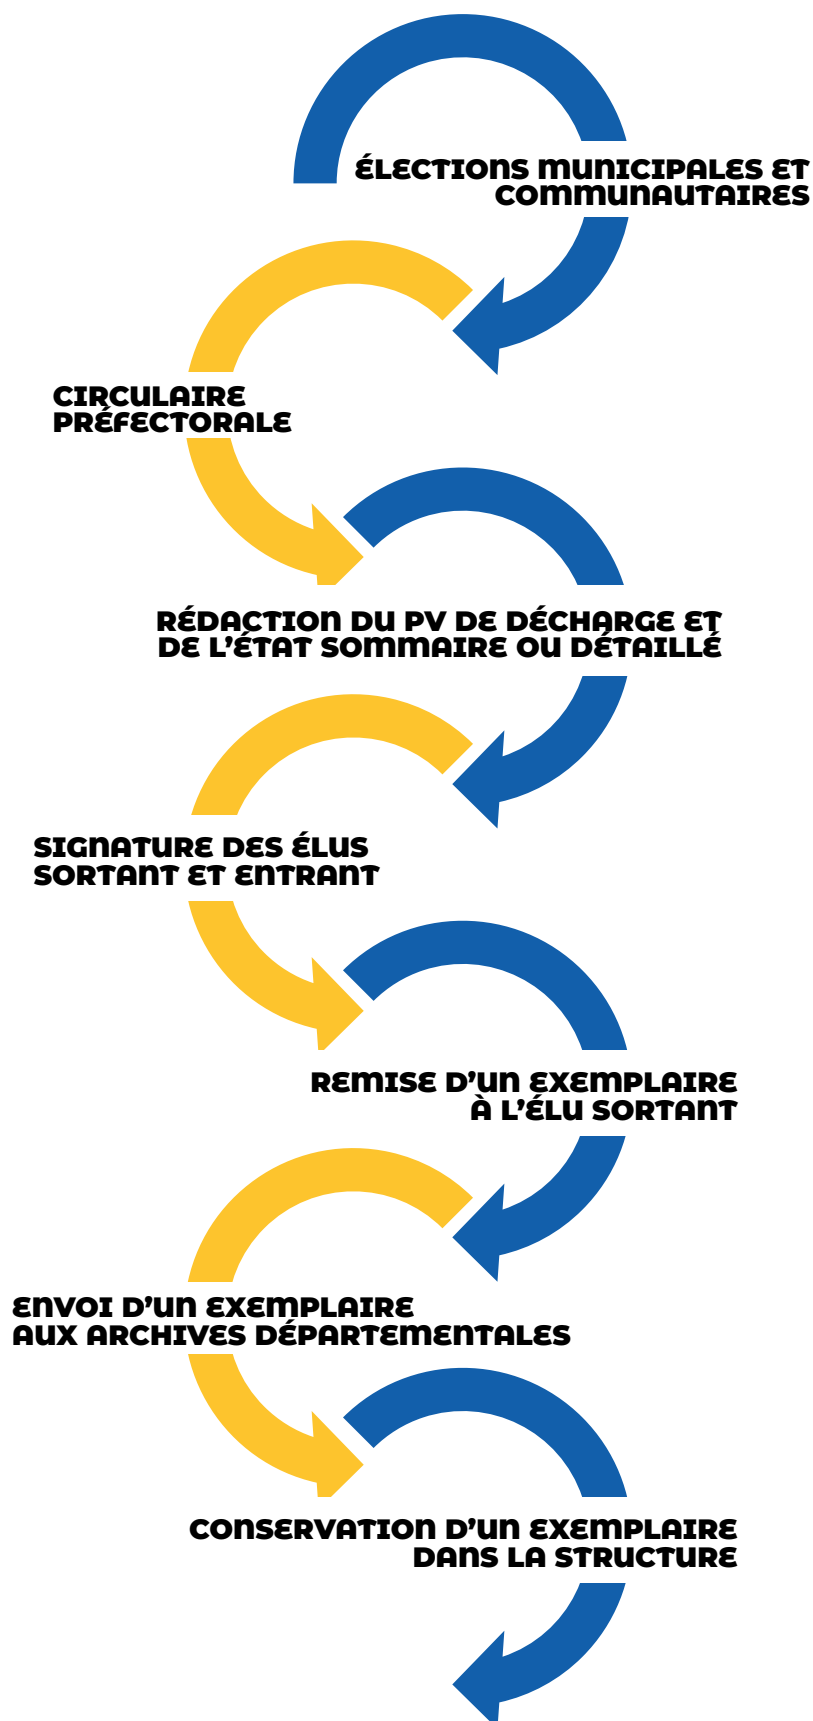 ÉLECTIONS MUNICIPALES ET
COMMUNAUTAIRES
CIRCULAIRE
PRÉFECTORALE
RÉDACTION DU PV DE DÉCHARGE ET
DE L'ÉTAT SOMMAIRE OU DÉTAILLÉ
SIGNATURE DES ÉLUS
SORTANT ET ENTRANT
REMISE D'UN EXEMPLAIRE
À L'ÉLU SORTANT
ENVOI D'UN EXEMPLAIRE
AUX ARCHIVES DÉPARTEMENTALES
CONSERVATION D'UN EXEMPLAIRE
DANS LA STRUCTURE